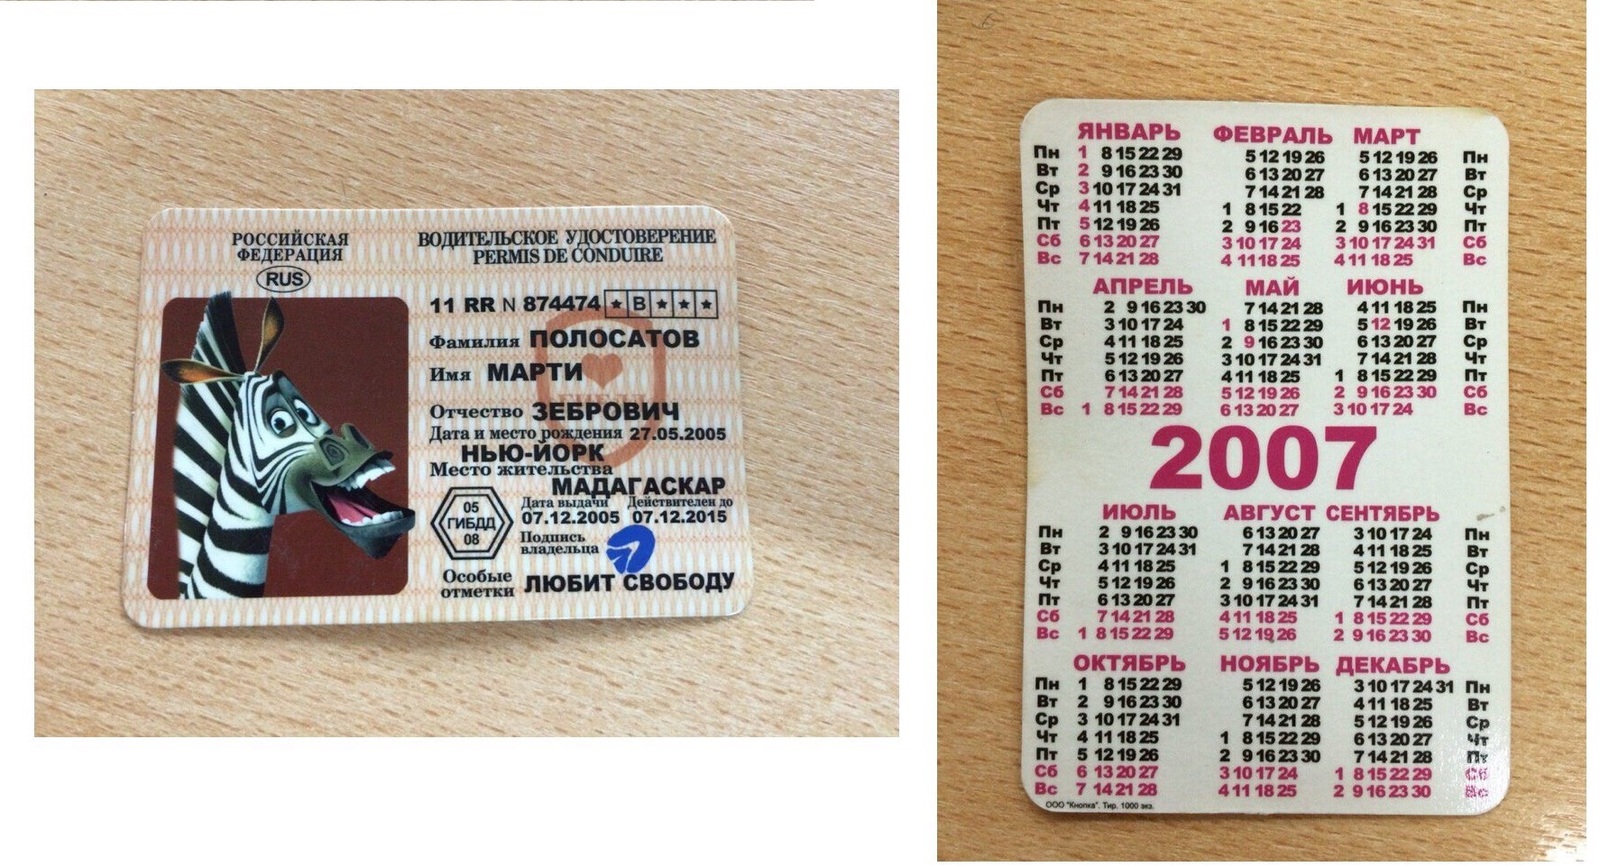 РОССИЙСКАЯ
ФЕДЕРАЦИЯ
RUS
ВОДИТЕЛЬСКОЕ УДОСТОВЕРЕНИЕ
PERMIS DE CONDUIRE
11 RR N 874474 ★ B ★ ★ ★
Фамилия ПОЛОСАТОВ
Имя МАРТИ
Отчество ЗЕБРОВИЧ
Дата и место рождения 27.05.2005
НЬЮ-ЙОРК
Место жительства
МАДАГАСКАР
Дата выдачи Действителен до
07.12.2005 07.12.2015
05
ГИБДД
08
Подпись
владельца
Особые
отметки ЛЮБИТ СВОБОДУ
ЯНВАРЬ ФЕВРАЛЬ МАРТ
Пн 1 8 15 22 29 5 12 19 26 5 12 19 26 Пн
Вт 2 9 16 23 30 6 13 20 27 6 13 20 27 Вт
Ср 3 10 17 24 31 7 14 21 28 7 14 21 28 Ср
Чт 4 11 18 25 1 8 15 22 1 8 15 22 29 Чт
Пт 5 12 19 26 2 9 16 23 2 9 16 23 30 Пт
Сб 6 13 20 27 3 10 17 24 3 10 17 24 31 Сб
Вс 7 14 21 28 4 11 18 25 4 11 18 25 Вс
АПРЕЛЬ МАЙ ИЮНЬ
Пн 2 9 16 23 30 7 14 21 28 4 11 18 25 Пн
Вт 3 10 17 24 1 8 15 22 29 5 12 19 26 Вт
Ср 4 11 18 25 2 9 16 23 30 6 13 20 27 Ср
Чт 5 12 19 26 3 10 17 24 31 7 14 21 28 Чт
Пт 6 13 20 27 4 11 18 25 1 8 15 22 29 Пт
Сб 7 14 21 28 5 12 19 26 2 9 16 23 30 Сб
Вс 1 8 15 22 29 6 13 20 27 3 10 17 24 Вс
2007
ИЮЛЬ АВГУСТ СЕНТЯБРЬ
Пн 2 9 16 23 30 6 13 20 27 3 10 17 24 Пн
Вт 3 10 17 24 31 7 14 21 28 4 11 18 25 Вт
Ср 4 11 18 25 1 8 15 22 29 5 12 19 26 Ср
Чт 5 12 19 26 2 9 16 23 30 6 13 20 27 Чт
Пт 6 13 20 27 3 10 17 24 31 7 14 21 28 Пт
Сб 7 14 21 28 4 11 18 25 1 8 15 22 29 Сб
Вс 1 8 15 22 29 5 12 19 26 2 9 16 23 30 Вс
ОКТЯБРЬ НОЯБРЬ ДЕКАБРЬ
Пн 1 8 15 22 29 5 12 19 26 3 10 17 24 31 Пн
Вт 2 9 16 23 30 6 13 20 27 4 11 18 25 Вт
Ср 3 10 17 24 31 7 14 21 28 5 12 19 26 Ср
Чт 4 11 18 25 1 8 15 22 29 6 13 20 27 Чт
Пт 5 12 19 26 2 9 16 23 30 7 14 21 28 Пт
Сб 6 13 20 27 3 10 17 24 1 8 15 22 29 Сб
Вс 7 14 21 28 4 11 18 25 2 9 16 23 30 Вс
ООО "Кнопка". Тир. 1000 экз.